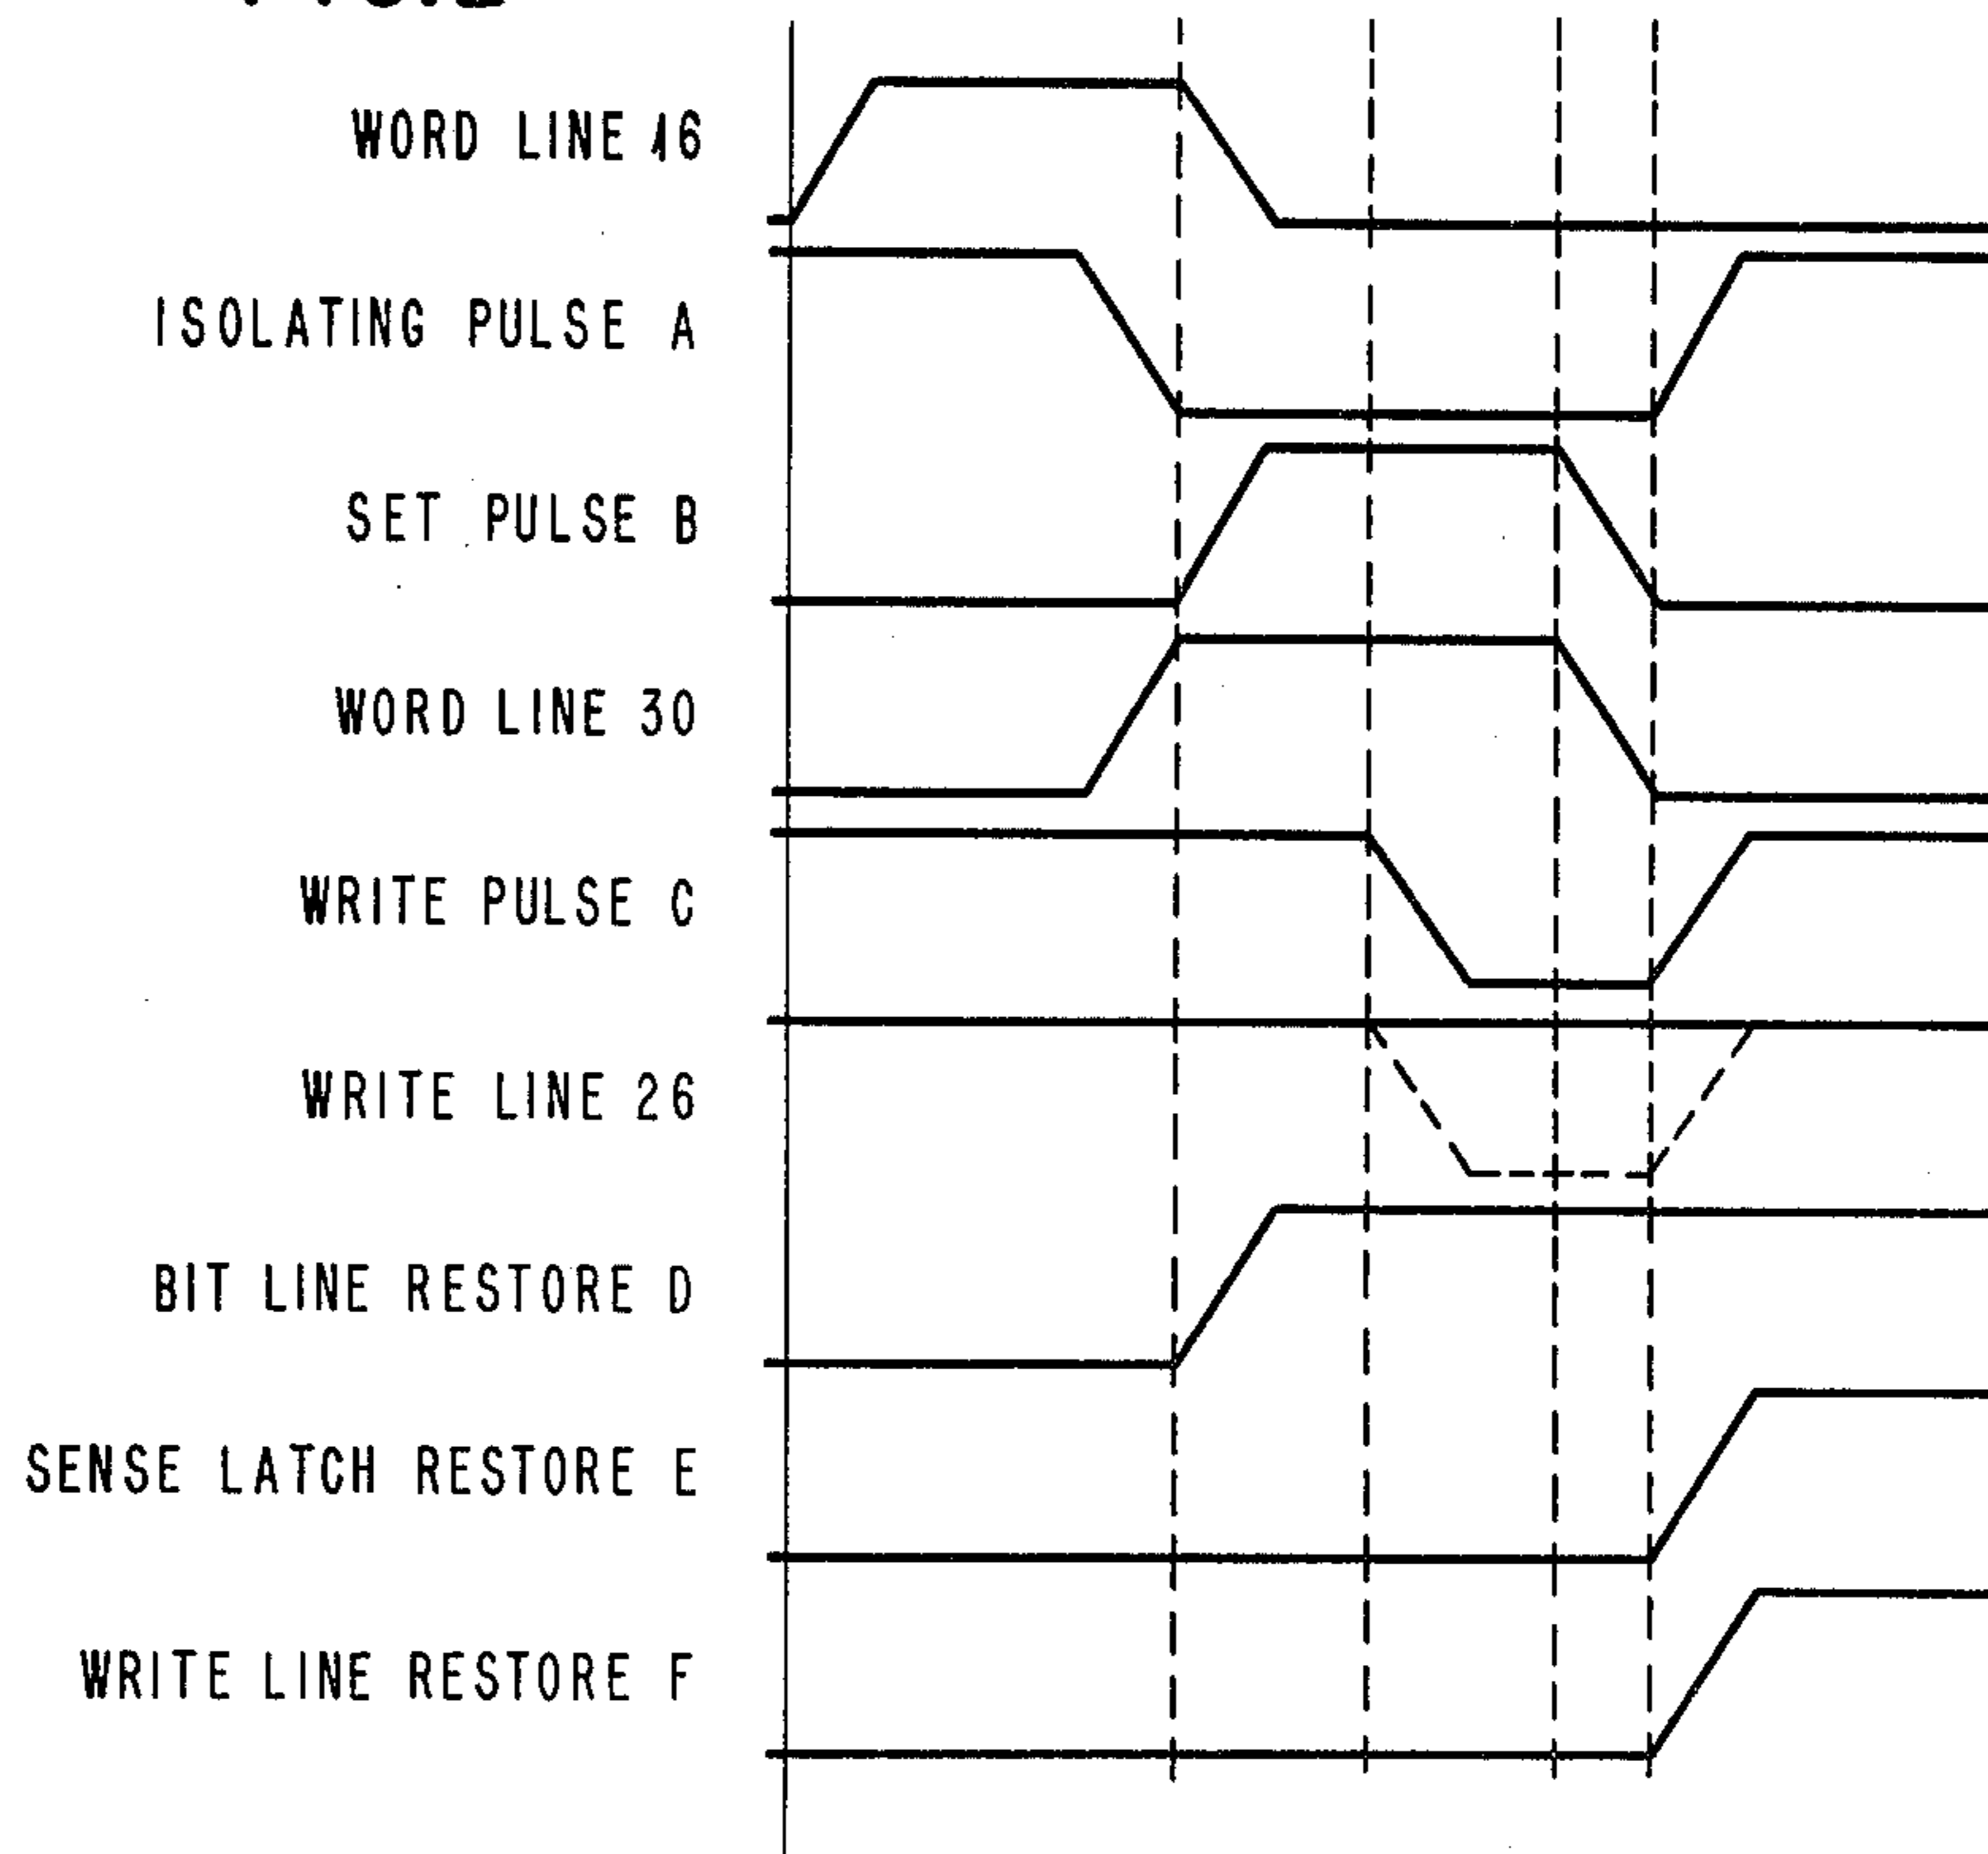 WORD LINE 16
ISOLATING PULSE A
SET PULSE B
WORD LINE 30
WRITE PULSE C
WRITE LINE 26
BIT LINE RESTORE D
SENSE LATCH RESTORE E
WRITE LINE RESTORE F